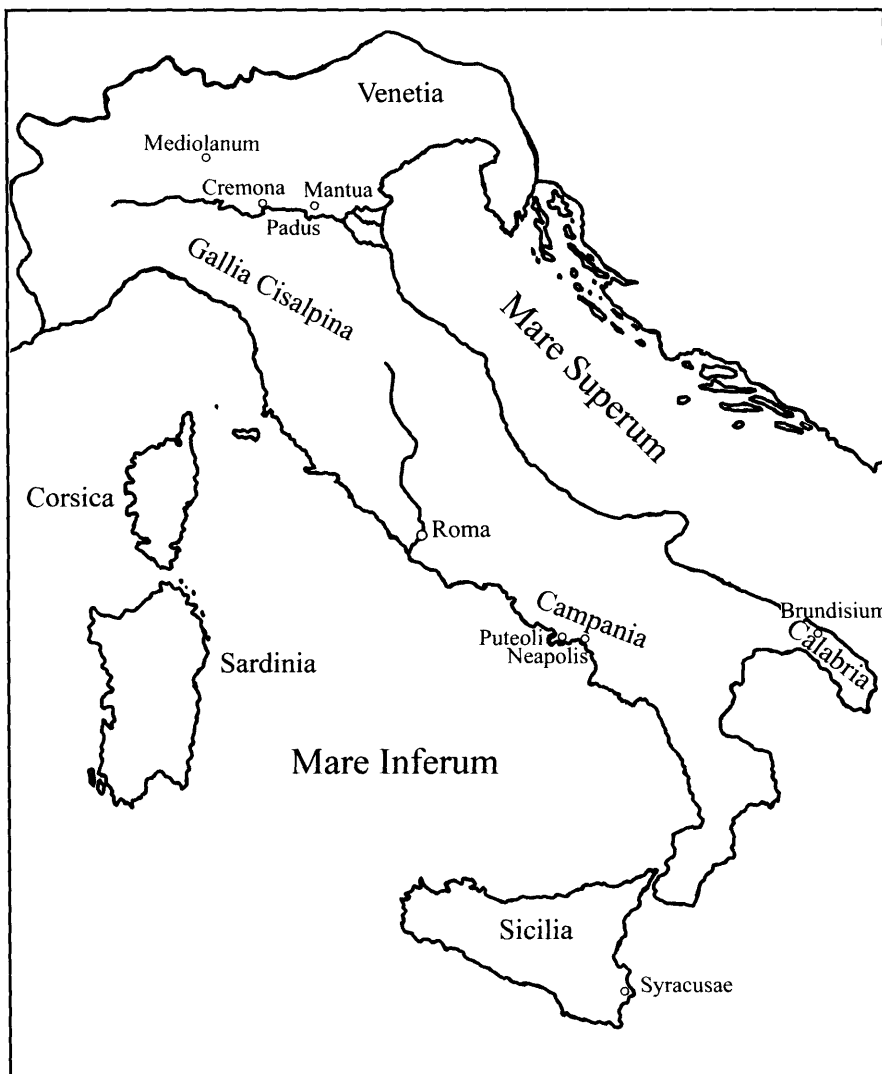 Venetia
Mediolanum
Cremona
Mantua
Padus
Gallia Cisalpina
Mare Superum
Corsica
Roma
Campania
Brundisium
Puteoli
Calabria
Neapolis
Sardinia
Mare Inferum
Sicilia
Syracusae